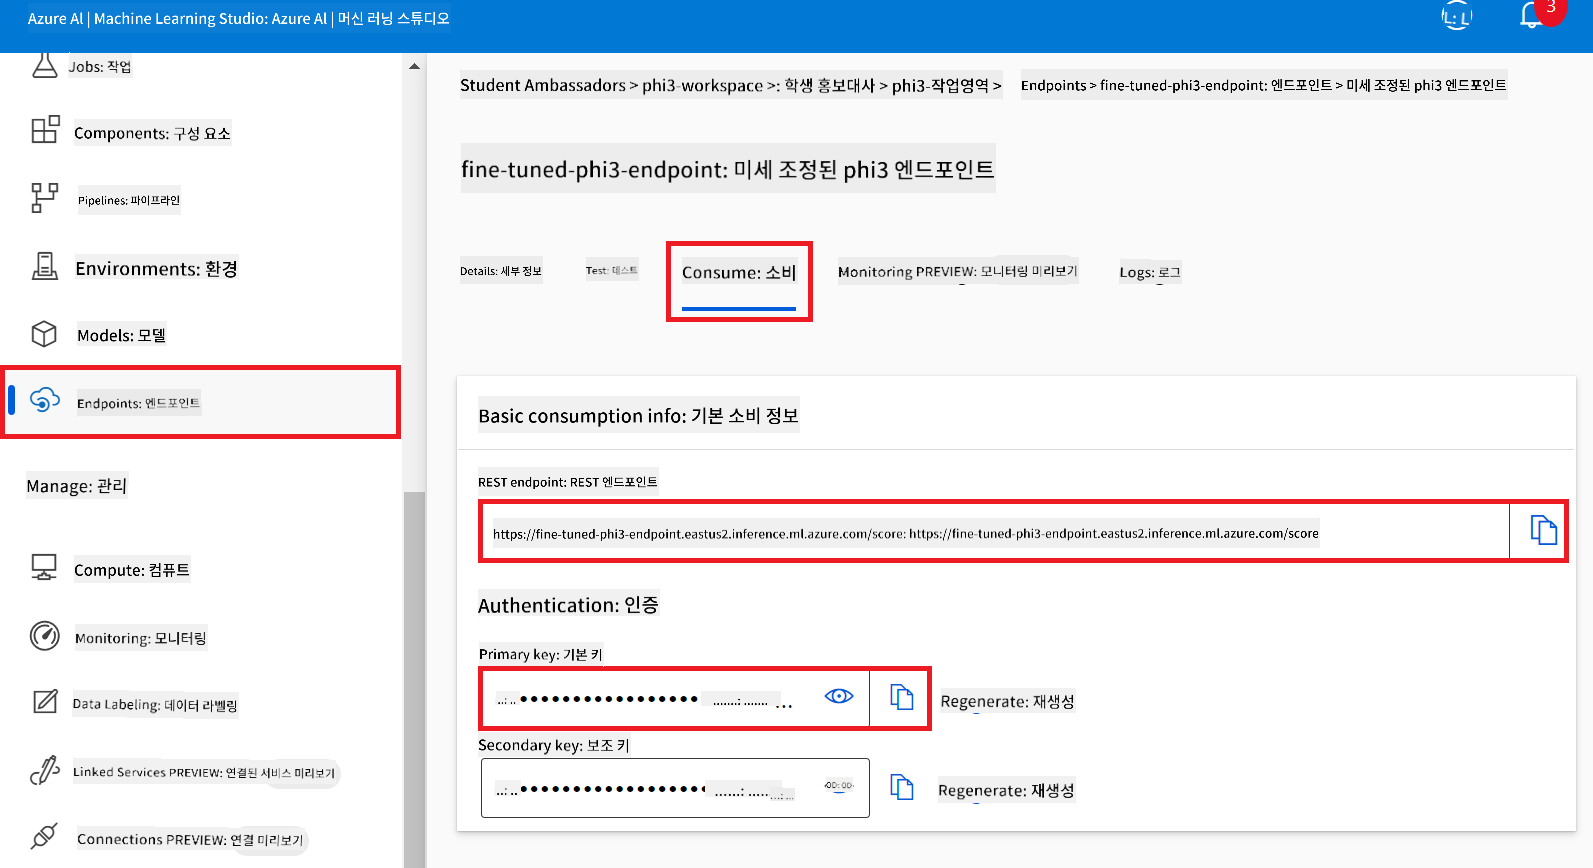 Azure Al | Machine Learning Studio: Azure Al | 머신 러닝 스튜디오
3
Jobs: 작업
Components: 구성 요소
Pipelines: 파이프라인
Environments: 환경
Models: 모델
Endpoints: 엔드포인트
Manage: 관리
Compute: 컴퓨트
Monitoring: 모니터링
Data Labeling: 데이터 라벨링
Linked Services PREVIEW: 연결된 서비스 미리보기
Connections PREVIEW: 연결 미리보기
Student Ambassadors > phi3-workspace >: 학생 홍보대사 > phi3-작업영역 > Endpoints > fine-tuned-phi3-endpoint: 엔드포인트 > 미세 조정된 phi3 엔드포인트
fine-tuned-phi3-endpoint: 미세 조정된 phi3 엔드포인트
Details: 세부 정보 Test: 테스트 Consume: 소비 Monitoring PREVIEW: 모니터링 미리보기 Logs: 로그
Basic consumption info: 기본 소비 정보
REST endpoint: REST 엔드포인트
https://fine-tuned-phi3-endpoint.eastus2.inference.ml.azure.com/score: https://fine-tuned-phi3-endpoint.eastus2.inference.ml.azure.com/score
Authentication: 인증
Primary key: 기본 키
Regenerate: 재생성
Secondary key: 보조 키
Regenerate: 재생성